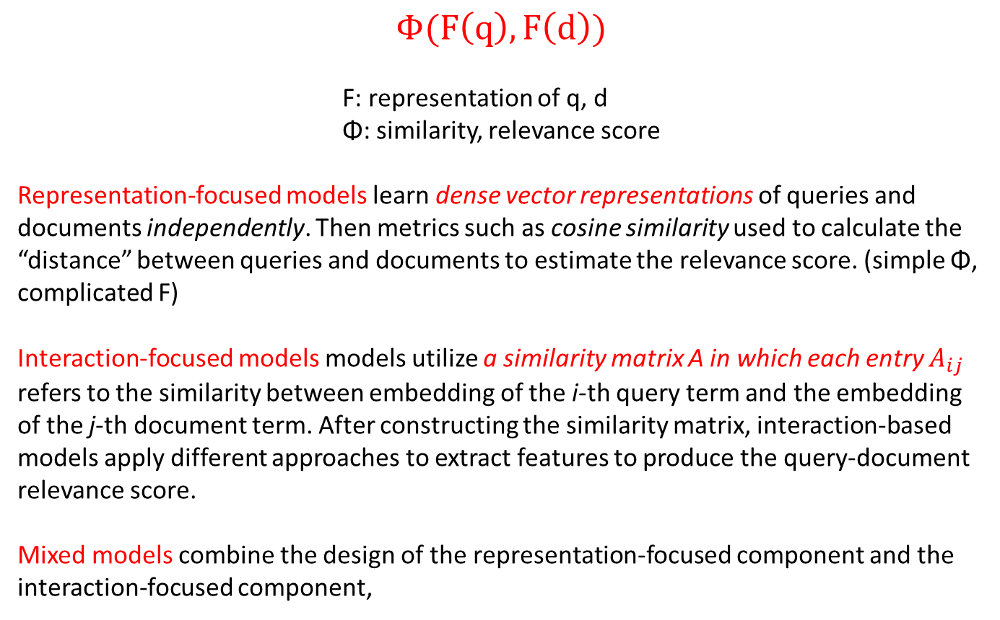 Φ(F(q), F(d))
F: representation of q, d
Φ: similarity, relevance score
Representation-focused models learn dense vector representations of queries and
documents independently. Then metrics such as cosine similarity used to calculate the
“distance” between queries and documents to estimate the relevance score. (simple Φ,
complicated F)
Interaction-focused models models utilize a similarity matrix A in which each entry A_{ij}
refers to the similarity between embedding of the i-th query term and the embedding
of the j-th document term. After constructing the similarity matrix, interaction-based
models apply different approaches to extract features to produce the query-document
relevance score.
Mixed models combine the design of the representation-focused component and the
interaction-focused component,